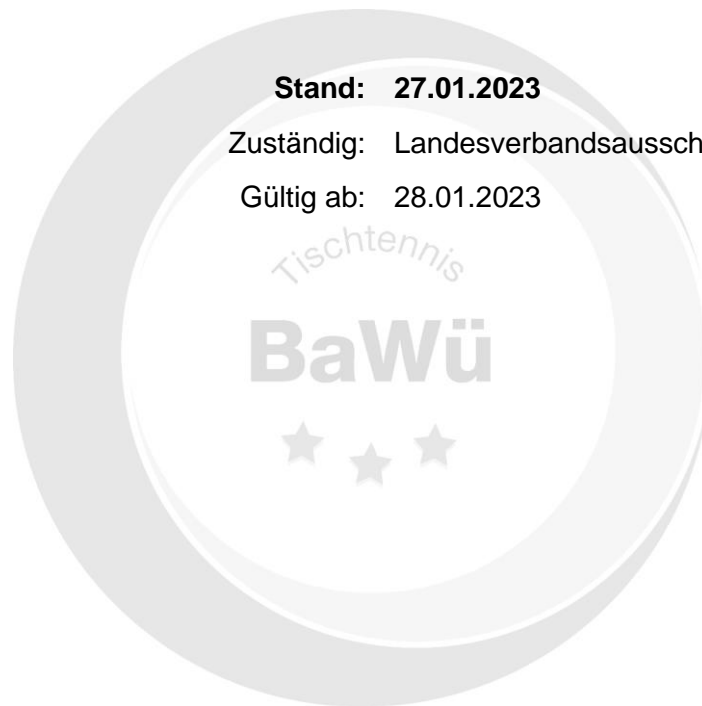 Stand: 27.01.2023
Zuständig: Landesverbandsaussch
Gültig ab: 28.01.2023
Tischtennis
BaWü